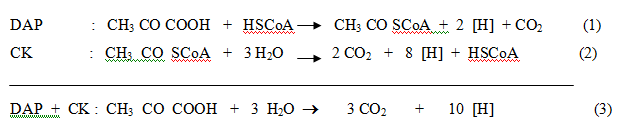 DAP : CH₃ CO COOH + HSCoA → CH₃ CO SCoA + 2 [H] + CO₂ (1)
CK : CH₃ CO SCoA + 3 H₂O → 2 CO₂ + 8 [H] + HSCoA (2)
DAP + CK : CH₃ CO COOH + 3 H₂O → 3 CO₂ + 10 [H] (3)